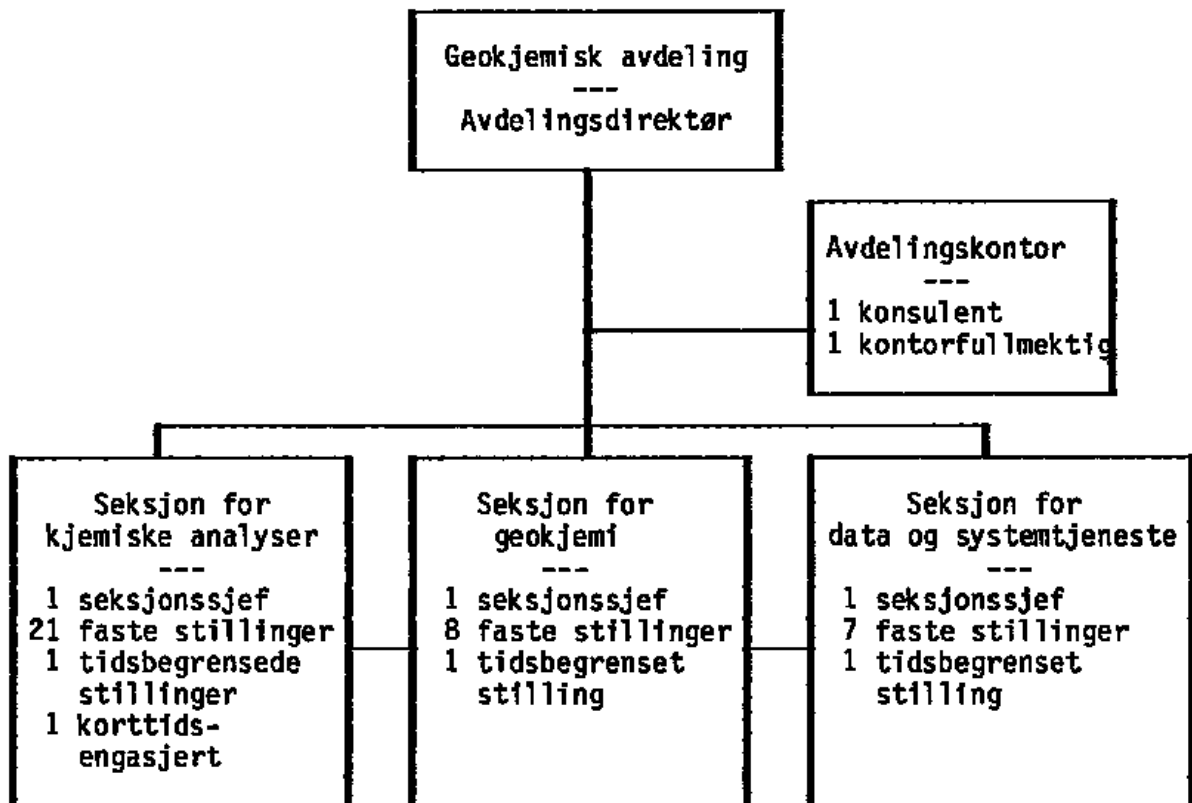 Geokjemisk avdeling
---
Avdelingsdirektør
Avdelingskontor
---
1 konsulent
1 kontorfullmektig
Seksjon for
kjemiske analyser
---
1 seksjonssjef
21 faste stillinger
1 tidsbegrensede
stillinger
1 korttids-
engasjert
Seksjon for
geokjemi
---
1 seksjonssjef
8 faste stillinger
1 tidsbegrenset
stilling
Seksjon for
data og systemtjeneste
---
1 seksjonssjef
7 faste stillinger
1 tidsbegrenset
stilling